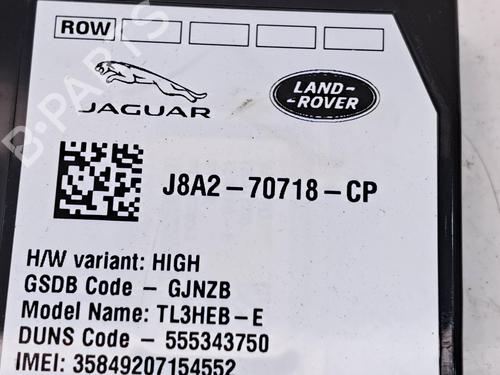 ROW
JAGUAR
LAND-
-ROVER
J8A2-70718-CP
H/W variant: HIGH
GSDB Code - GJNZB
Model Name: TL3HEB-E
DUNS Code - 555343750
IMEI: 35849207154552
B-PARTS